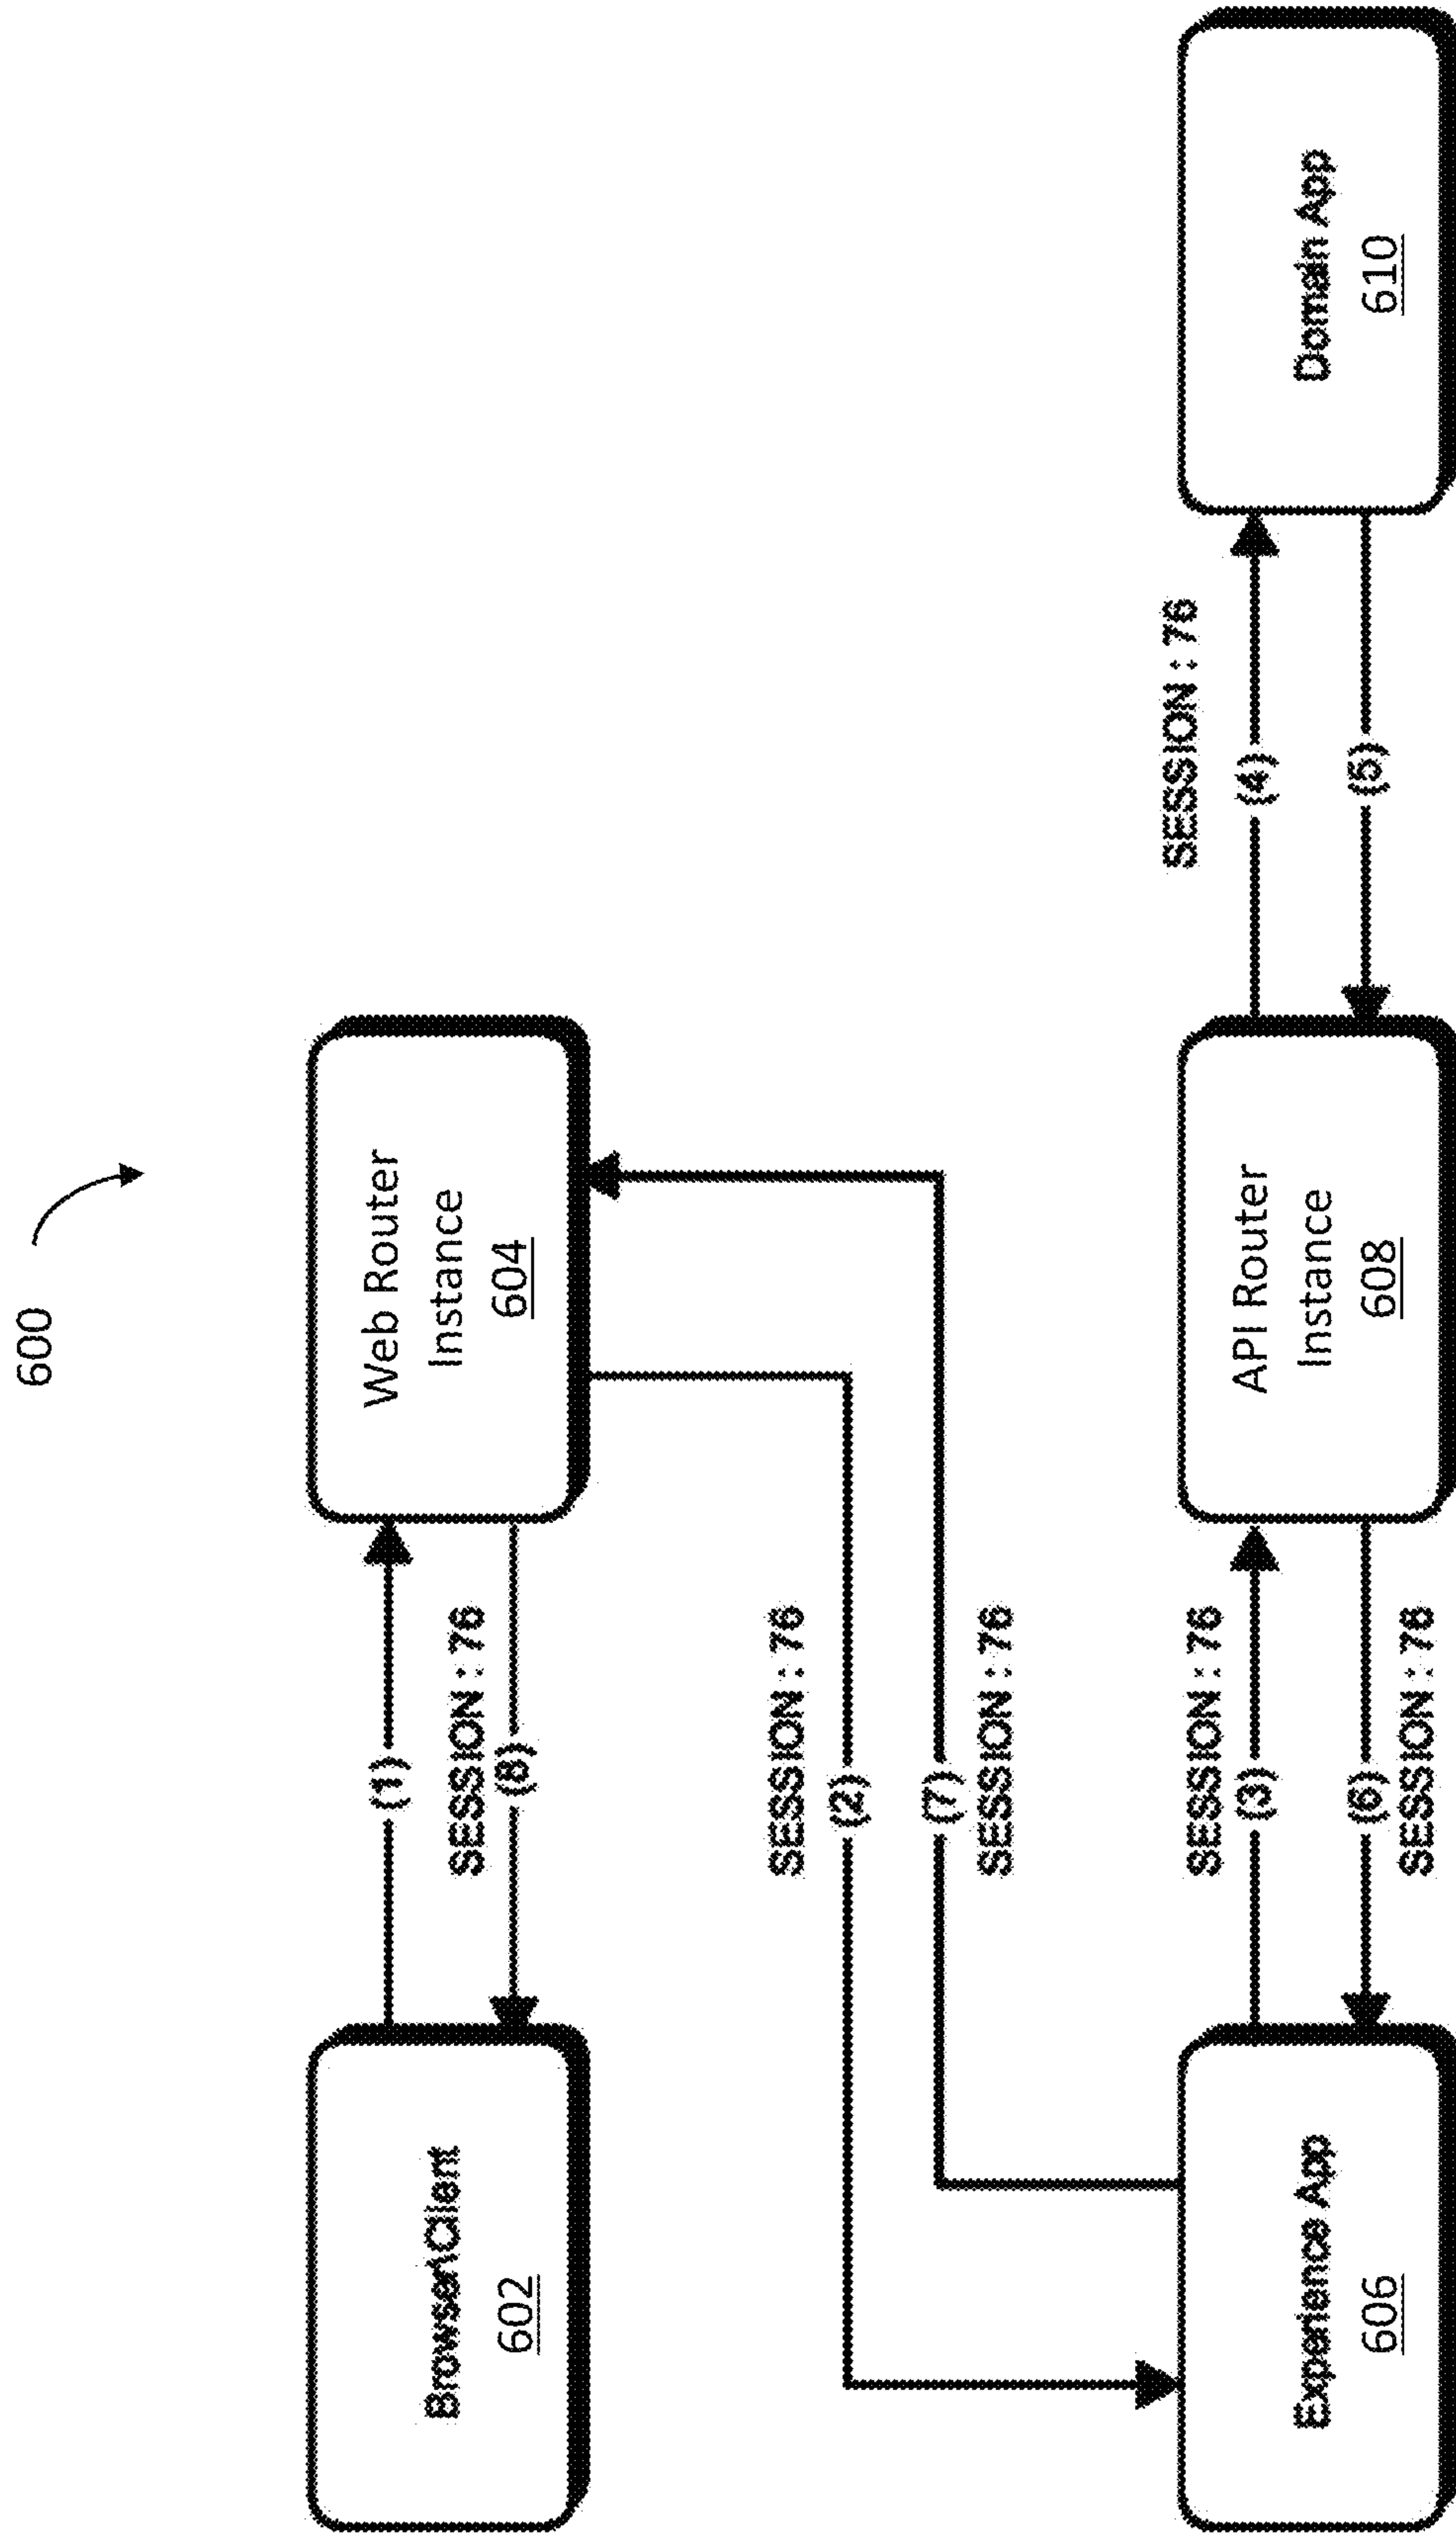 600
Browser\Client
602
(1)
SESSION : 76
(8)
Web Router
Instance
604
SESSION : 76
(2)
(7)
SESSION : 76
Experience App
606
SESSION : 76
(3)
(6)
SESSION : 76
API Router
Instance
608
SESSION : 76
(4)
(5)
Domain App
610